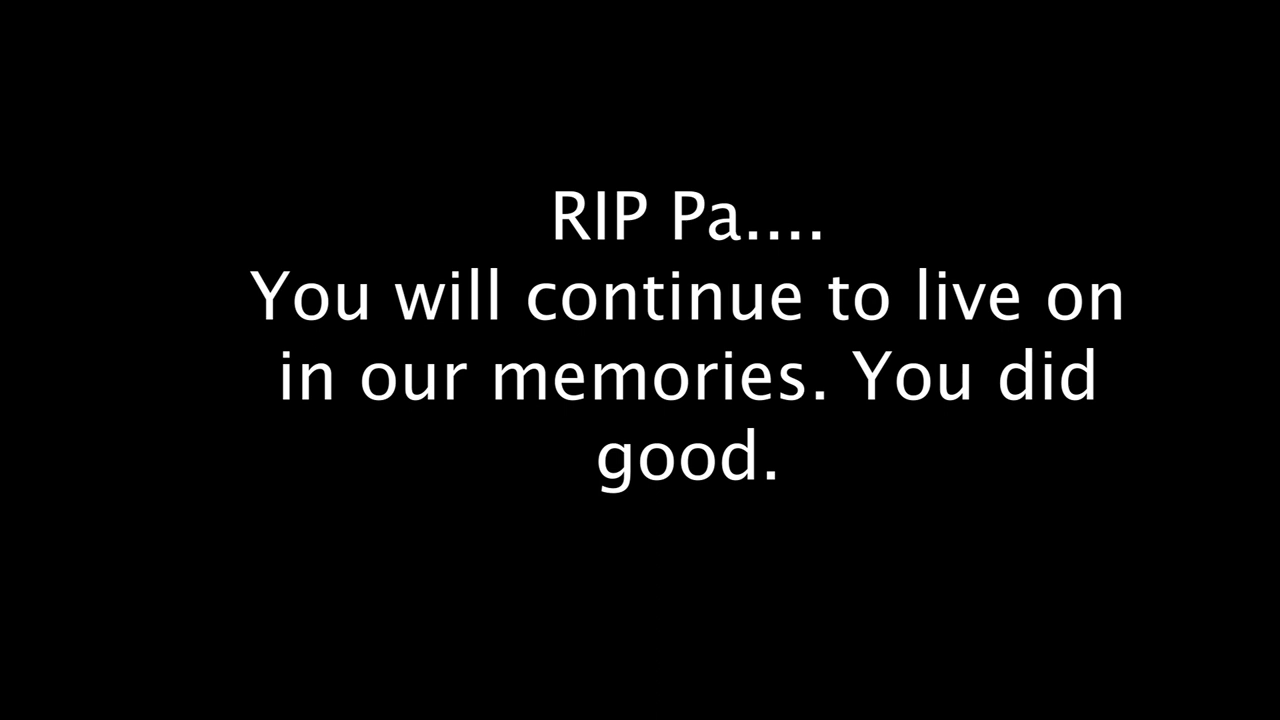 RIP Pa....
You will continue to live on
in our memories. You did
good.